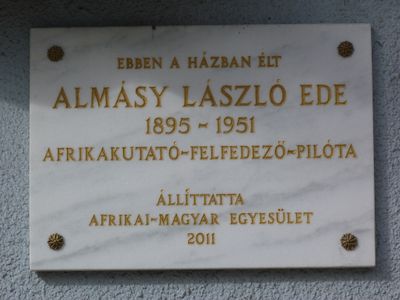 EBBEN A HÁZBAN ÉLT
ALMÁSY LÁSZLÓ EDE
1895 - 1951
AFRIKAKUTATÓ-FELFEDEZŐ-PILÓTA
ÁLLÍTTATTA
AFRIKAI-MAGYAR EGYESÜLET
2011